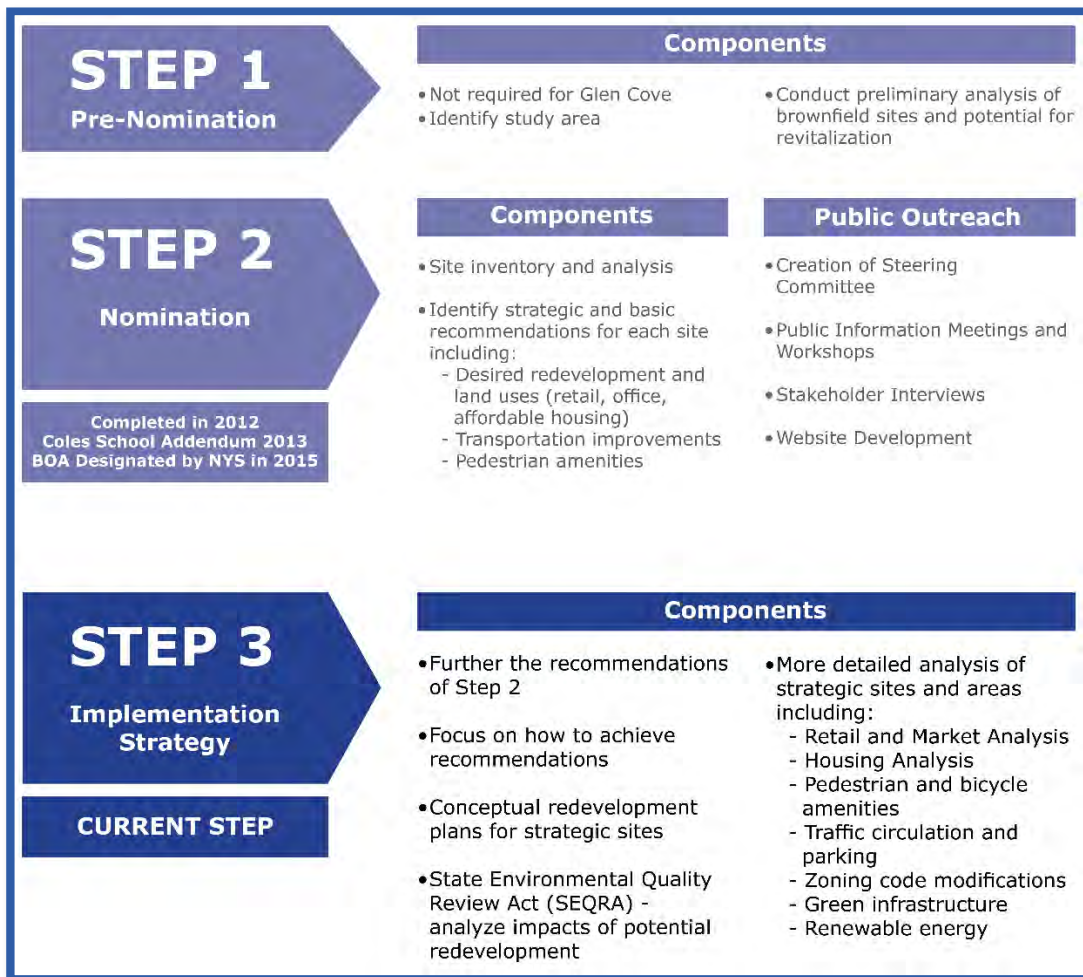 STEP 1
Pre-Nomination
Components
•Not required for Glen Cove
•Identify study area
•Conduct preliminary analysis of
brownfield sites and potential for
revitalization
STEP 2
Nomination
Completed in 2012
Coles School Addendum 2013
BOA Designated by NYS in 2015
Components
•Site inventory and analysis
•Identify strategic and basic
recommendations for each site
including:
- Desired redevelopment and
land uses (retail, office,
affordable housing)
- Transportation improvements
- Pedestrian amenities
Public Outreach
•Creation of Steering
Committee
•Public Information Meetings and
Workshops
•Stakeholder Interviews
•Website Development
STEP 3
Implementation
Strategy
CURRENT STEP
Components
•Further the recommendations
of Step 2
•Focus on how to achieve
recommendations
•Conceptual redevelopment
plans for strategic sites
•State Environmental Quality
Review Act (SEQRA) -
analyze impacts of potential
redevelopment
•More detailed analysis of
strategic sites and areas
including:
- Retail and Market Analysis
- Housing Analysis
- Pedestrian and bicycle
amenities
- Traffic circulation and
parking
- Zoning code modifications
- Green infrastructure
- Renewable energy